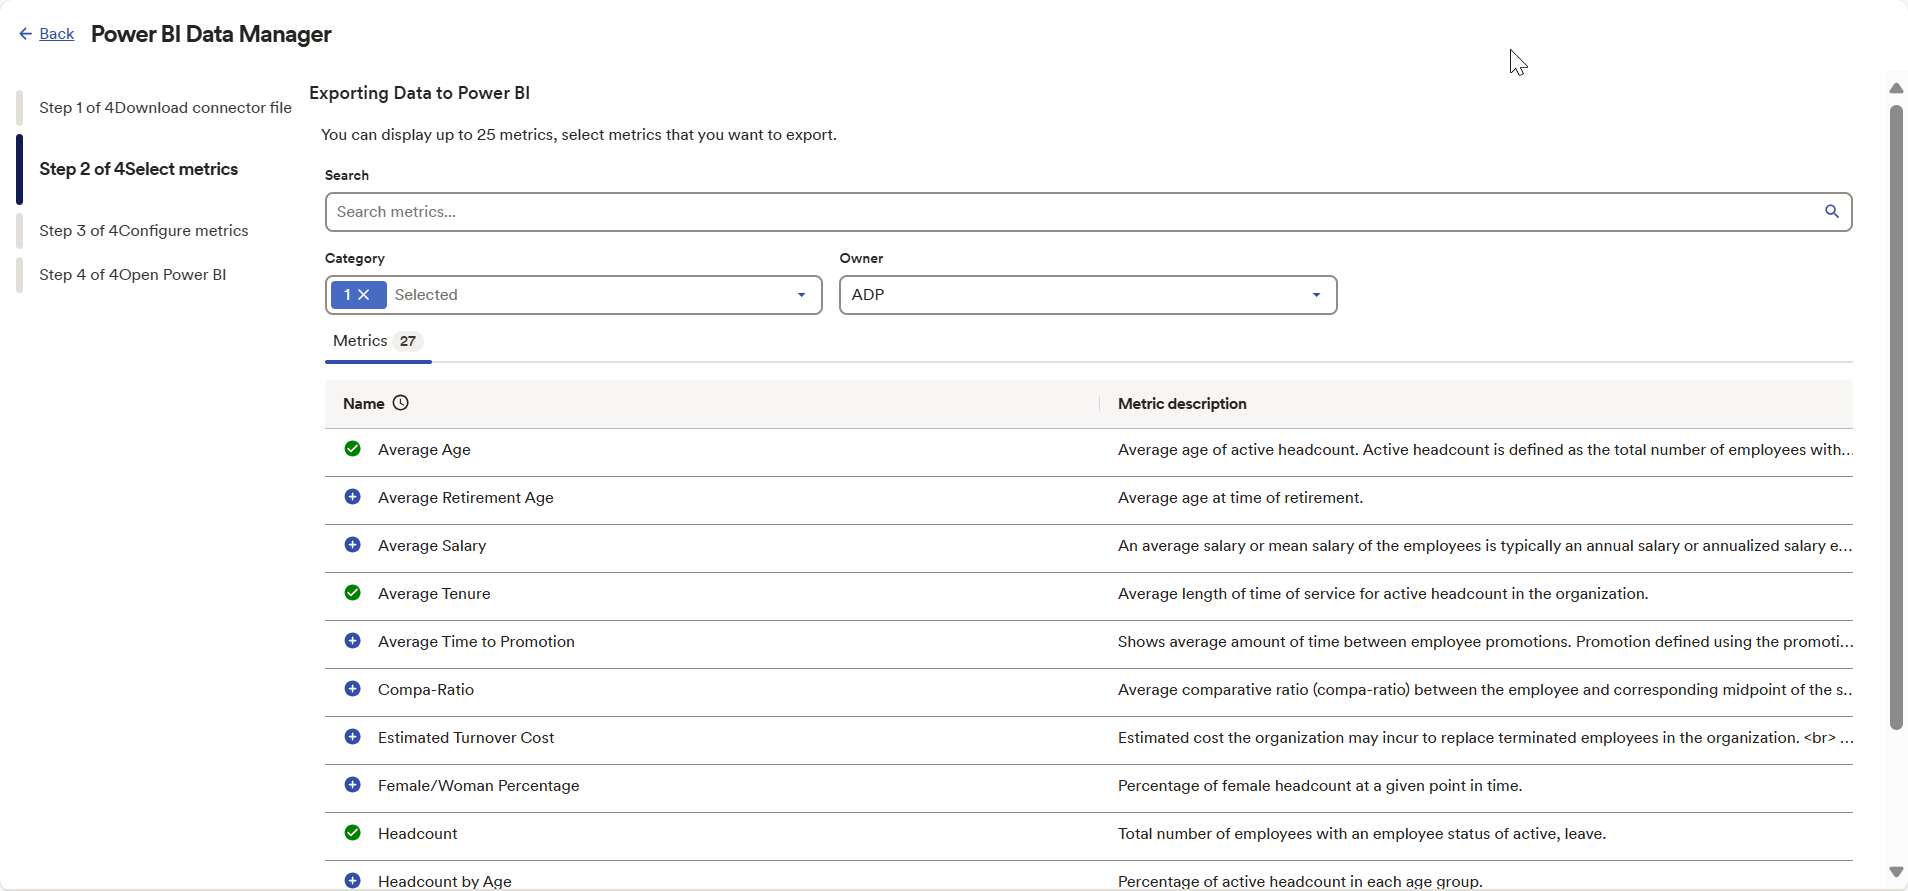 Back Power BI Data Manager
Step 1 of 4Download connector file
Step 2 of 4Select metrics
Step 3 of 4Configure metrics
Step 4 of 4Open Power BI
Exporting Data to Power BI
You can display up to 25 metrics, select metrics that you want to export.
Search
Search metrics...
Category Owner
1 Selected ADP
Metrics 27
Name Metric description
Average Age Average age of active headcount. Active headcount is defined as the total number of employees with...
Average Retirement Age Average age at time of retirement.
Average Salary An average salary or mean salary of the employees is typically an annual salary or annualized salary e...
Average Tenure Average length of time of service for active headcount in the organization.
Average Time to Promotion Shows average amount of time between employee promotions. Promotion defined using the promoti...
Compa-Ratio Average comparative ratio (compa-ratio) between the employee and corresponding midpoint of the s..
Estimated Turnover Cost Estimated cost the organization may incur to replace terminated employees in the organization. <br> ...
Female/Woman Percentage Percentage of female headcount at a given point in time.
Headcount Total number of employees with an employee status of active, leave.
Headcount by Age Percentage of active headcount in each age group.